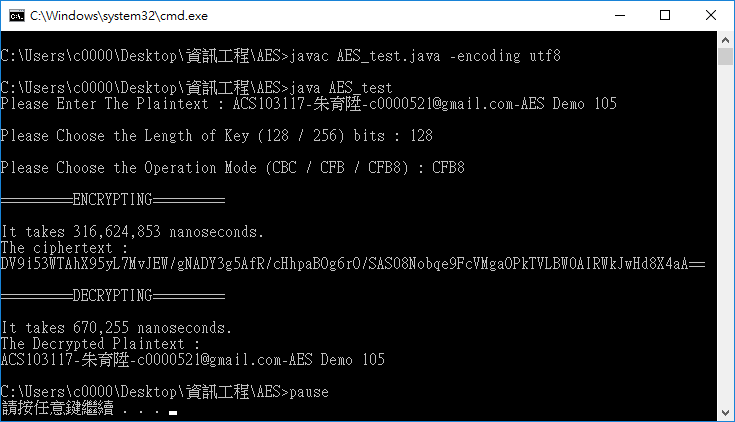 C:\Windows\system32\cmd.exe
C:\Users\c0000\Desktop\資訊工程\AES>javac AES_test.java -encoding utf8
C:\Users\c0000\Desktop\資訊工程\AES>java AES_test
Please Enter The Plaintext : ACS103117-朱育陞-c0000521@gmail.com-AES Demo 105
Please Choose the Length of Key (128 / 256) bits : 128
Please Choose the Operation Mode (CBC / CFB / CFB8) : CFB8
=========ENCRYPTING=========
It takes 316,624,853 nanoseconds.
The ciphertext :
DV9i53WTAhX95yL7MvJEW/gNADY3g5AfR/cHhpaBOg6rO/SAS08Nobqe9FcVMgaOPkTVLBW0AIRWkJwHd8X4aA==
=========DECRYPTING=========
It takes 670,255 nanoseconds.
The Decrypted Plaintext :
ACS103117-朱育陞-c0000521@gmail.com-AES Demo 105
C:\Users\c0000\Desktop\資訊工程\AES>pause
請按任意鍵繼續 . . .